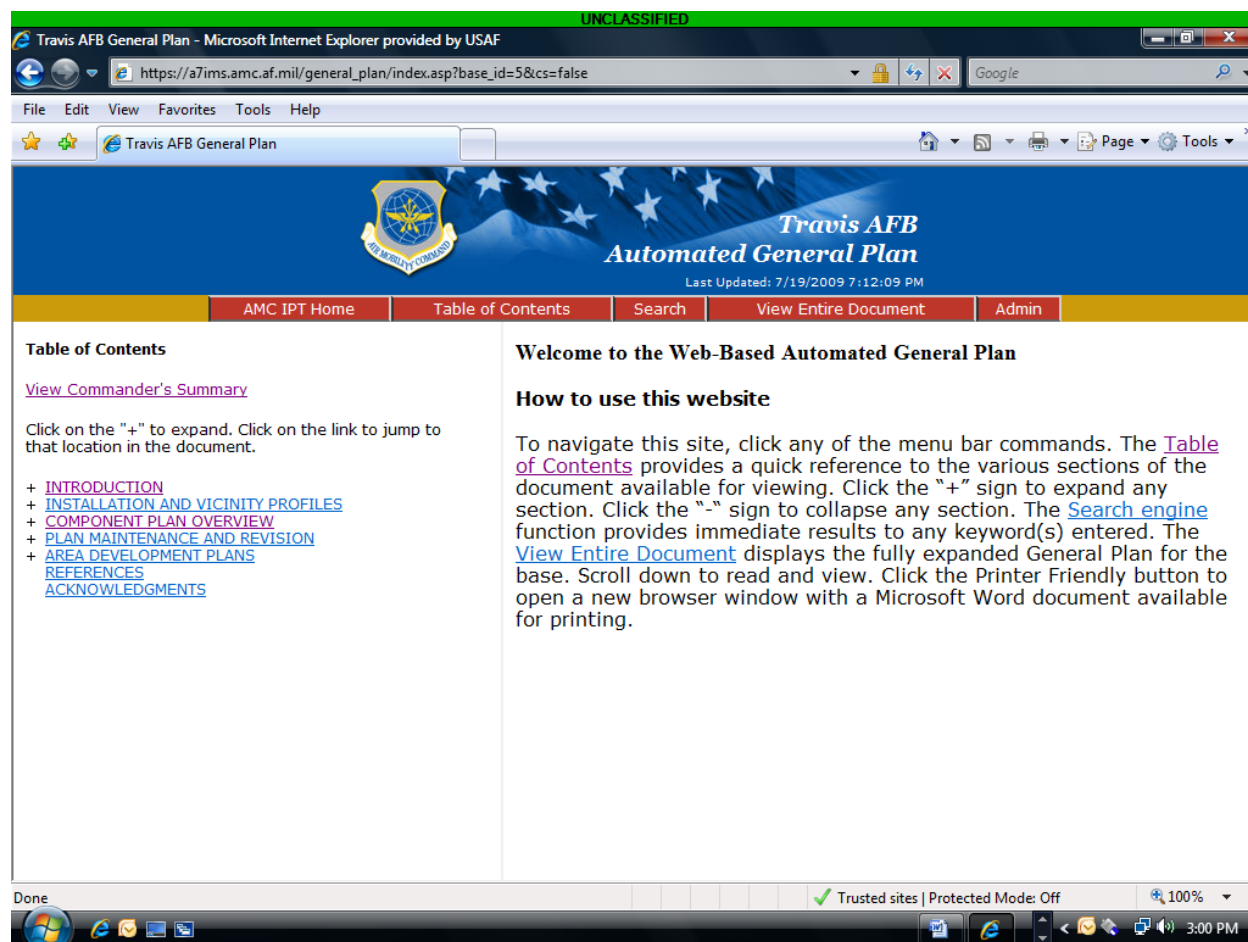 UNCLASSIFIED
Travis AFB General Plan - Microsoft Internet Explorer provided by USAF
https://a7ims.amc.af.mil/general_plan/index.asp?base_id=5&cs=false
Google
File Edit View Favorites Tools Help
Travis AFB General Plan
Page Tools
AIR MOBILITY COMMAND
Travis AFB
Automated General Plan
Last Updated: 7/19/2009 7:12:09 PM
AMC IPT Home Table of Contents Search View Entire Document Admin
Table of Contents
View Commander's Summary
Click on the "+" to expand. Click on the link to jump to
that location in the document.
+ INTRODUCTION
+ INSTALLATION AND VICINITY PROFILES
+ COMPONENT PLAN OVERVIEW
+ PLAN MAINTENANCE AND REVISION
+ AREA DEVELOPMENT PLANS
REFERENCES
ACKNOWLEDGMENTS
Welcome to the Web-Based Automated General Plan
How to use this website
To navigate this site, click any of the menu bar commands. The Table
of Contents provides a quick reference to the various sections of the
document available for viewing. Click the “+” sign to expand any
section. Click the “-“ sign to collapse any section. The Search engine
function provides immediate results to any keyword(s) entered. The
View Entire Document displays the fully expanded General Plan for the
base. Scroll down to read and view. Click the Printer Friendly button to
open a new browser window with a Microsoft Word document available
for printing.
Done
Trusted sites | Protected Mode: Off
100%
3:00 PM